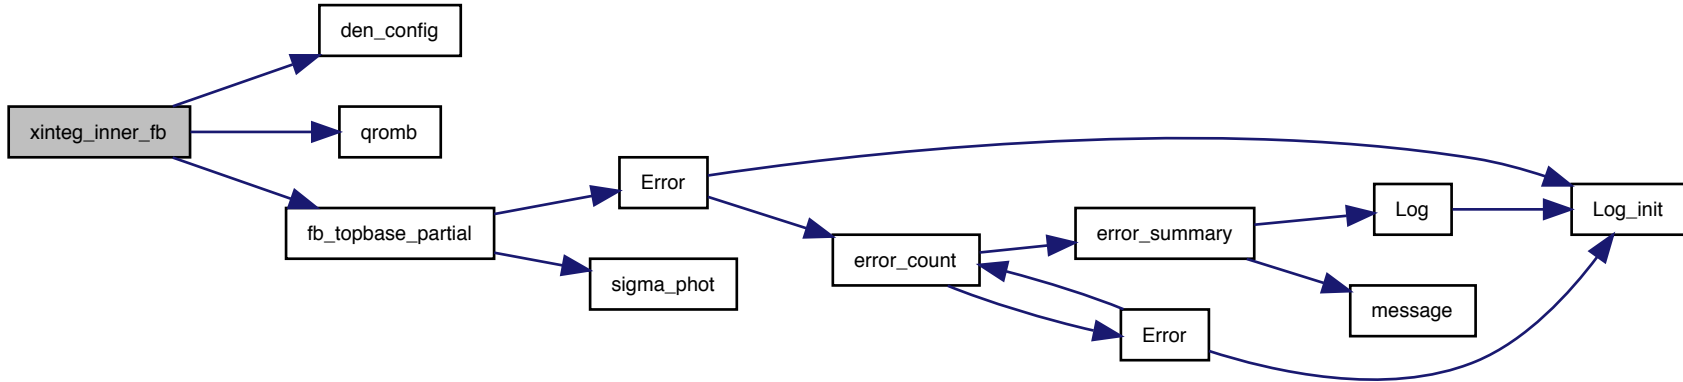 den_config
xinteg_inner_fb
qromb
fb_topbase_partial
Error
sigma_phot
error_count
error_summary
Error
Log
message
Log_init